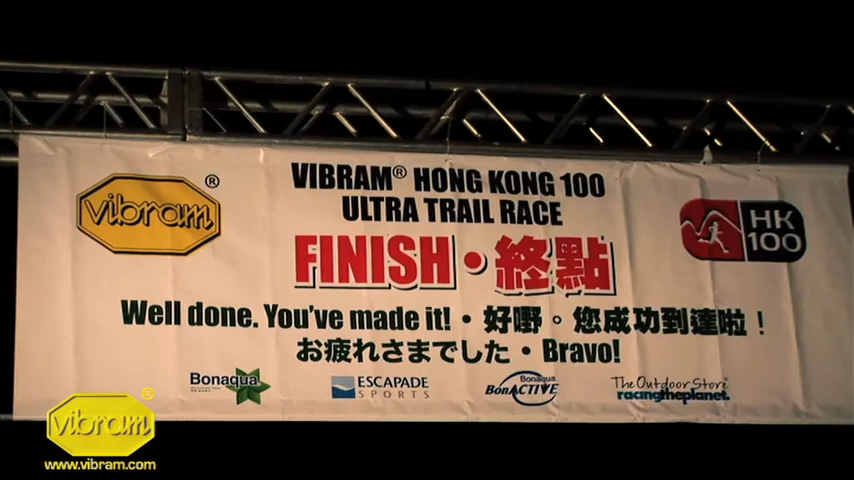 vibram®
VIBRAM® HONG KONG 100
ULTRA TRAIL RACE
HK
100
FINISH・終點
Well done. You've made it!・好嘢。您成功到達啦！
お疲れさまでした・Bravo!
Bonaqua
ESCAPADE
SPORTS
Bonaqua
BonACTIVE
The Outdoor Store
racingtheplanet.
vibram®
www.vibram.com